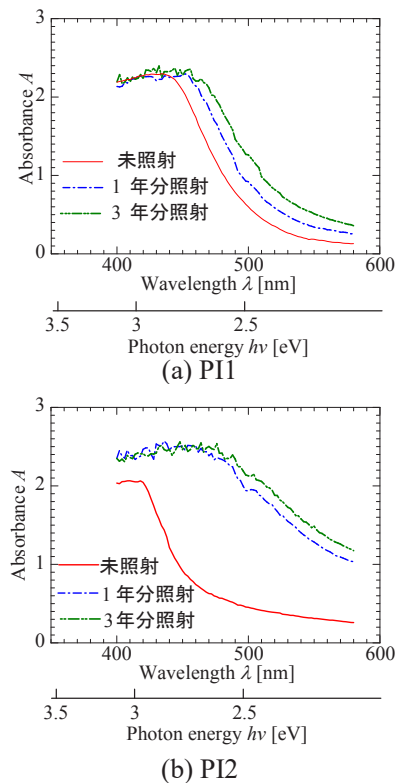 3
2
1
0
Absorbance A
未照射
1 年分照射
3 年分照射
400 500 600
Wavelength λ [nm]
3.5 3 2.5
Photon energy hν [eV]
(a) PI1
3
2
1
0
Absorbance A
未照射
1 年分照射
3 年分照射
400 500 600
Wavelength λ [nm]
3.5 3 2.5
Photon energy hν [eV]
(b) PI2